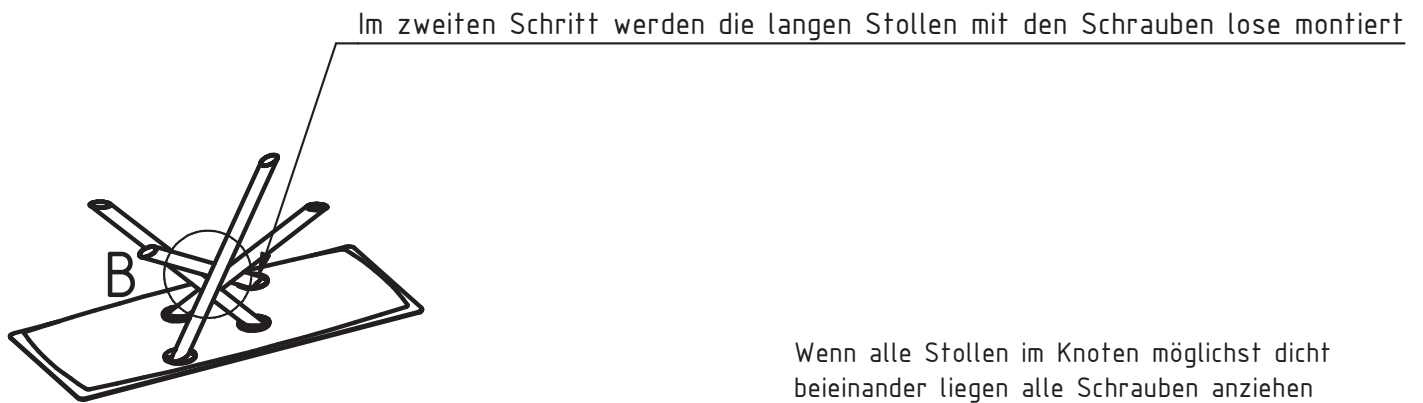 Im zweiten Schritt werden die langen Stollen mit den Schrauben lose montiert
B
Wenn alle Stollen im Knoten möglichst dicht
beieinander liegen alle Schrauben anziehen